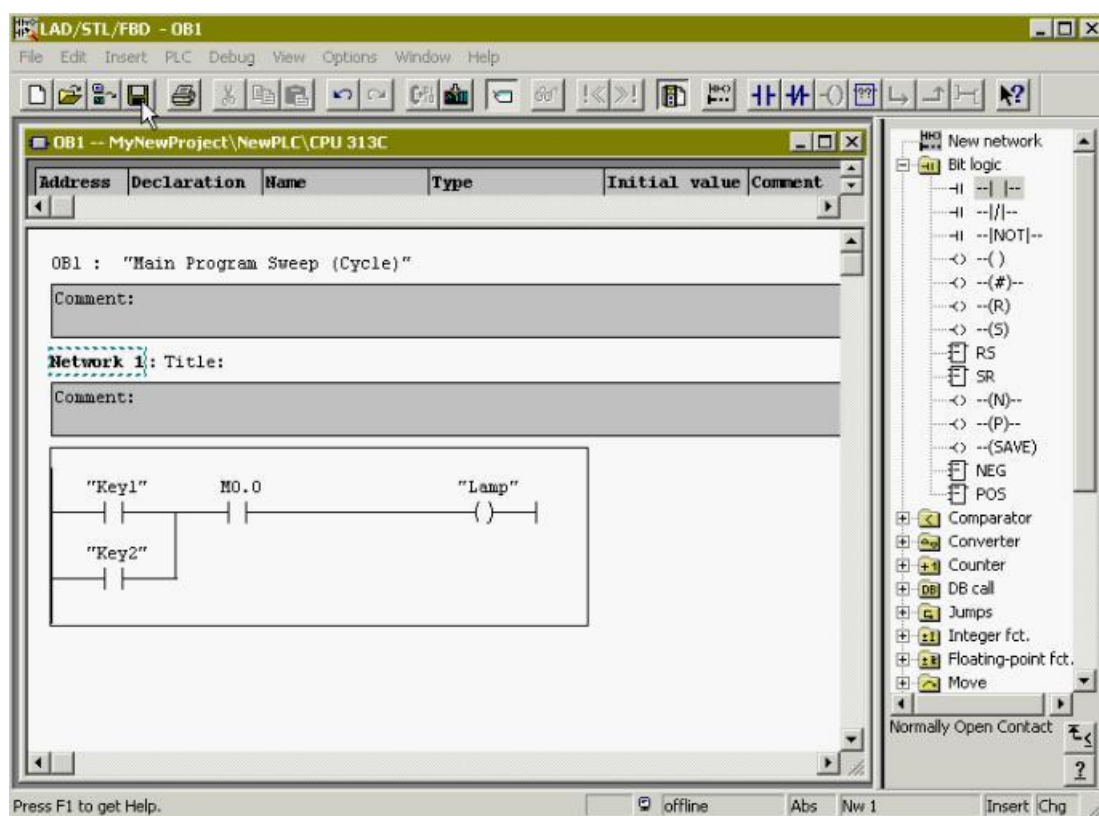 LAD/STL/FBD - OB1
File Edit Insert PLC Debug View Options Window Help
OB1 -- MyNewProject\NewPLC\CPU 313C
Address Declaration Name Type Initial value Comment
OB1 : "Main Program Sweep (Cycle)"
Comment:
Network 1: Title:
Comment:
"Key1" M0.0 "Lamp"
"Key2"
New network
Bit logic
--| |--
--|/|--
--|NOT|--
--( )
--(#)--
--(R)
--(S)
RS
SR
--(N)--
--(P)--
--(SAVE)
NEG
POS
Comparator
Converter
Counter
DB call
Jumps
Integer fct.
Floating-point fct.
Move
Normally Open Contact
Press F1 to get Help. offline Abs Nw 1 Insert Chg